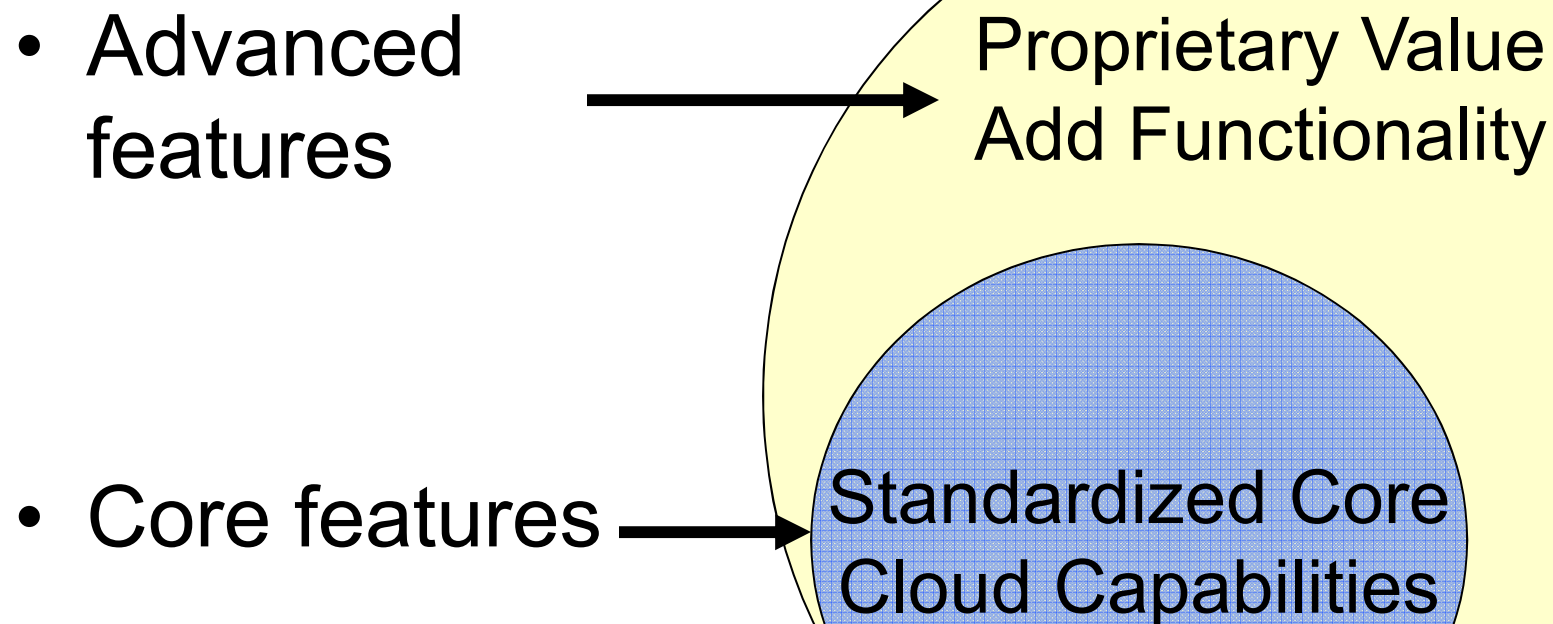 • Advanced
features
Proprietary Value
Add Functionality
• Core features
Standardized Core
Cloud Capabilities